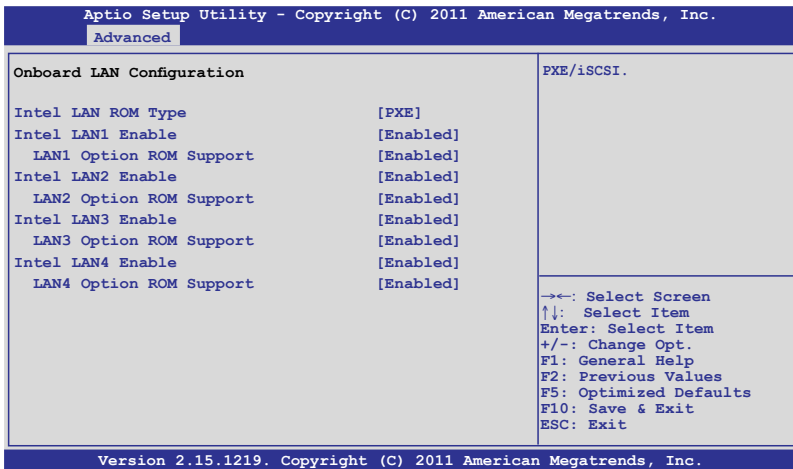 Aptio Setup Utility - Copyright (C) 2011 American Megatrends, Inc.
Advanced
Onboard LAN Configuration
Intel LAN ROM Type [PXE]
Intel LAN1 Enable [Enabled]
LAN1 Option ROM Support [Enabled]
Intel LAN2 Enable [Enabled]
LAN2 Option ROM Support [Enabled]
Intel LAN3 Enable [Enabled]
LAN3 Option ROM Support [Enabled]
Intel LAN4 Enable [Enabled]
LAN4 Option ROM Support [Enabled]
PXE/iSCSI.
→←: Select Screen
↑↓: Select Item
Enter: Select Item
+/-: Change Opt.
F1: General Help
F2: Previous Values
F5: Optimized Defaults
F10: Save & Exit
ESC: Exit
Version 2.15.1219. Copyright (C) 2011 American Megatrends, Inc.